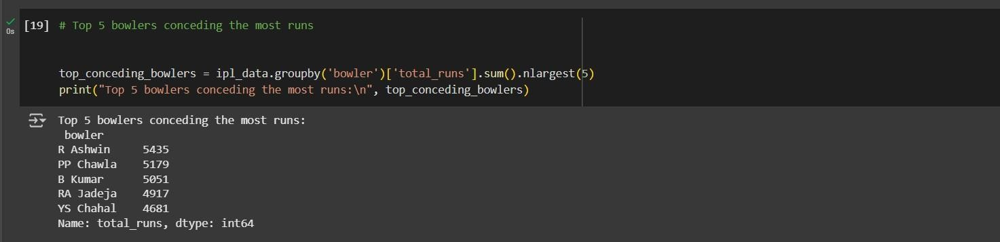 [19] # Top 5 bowlers conceding the most runs
0s
top_conceding_bowlers = ipl_data.groupby('bowler')['total_runs'].sum().nlargest(5)
print("Top 5 bowlers conceding the most runs:\n", top_conceding_bowlers)
Top 5 bowlers conceding the most runs:
 bowler
R Ashwin     5435
PP Chawla    5179
B Kumar      5051
RA Jadeja    4917
YS Chahal    4681
Name: total_runs, dtype: int64